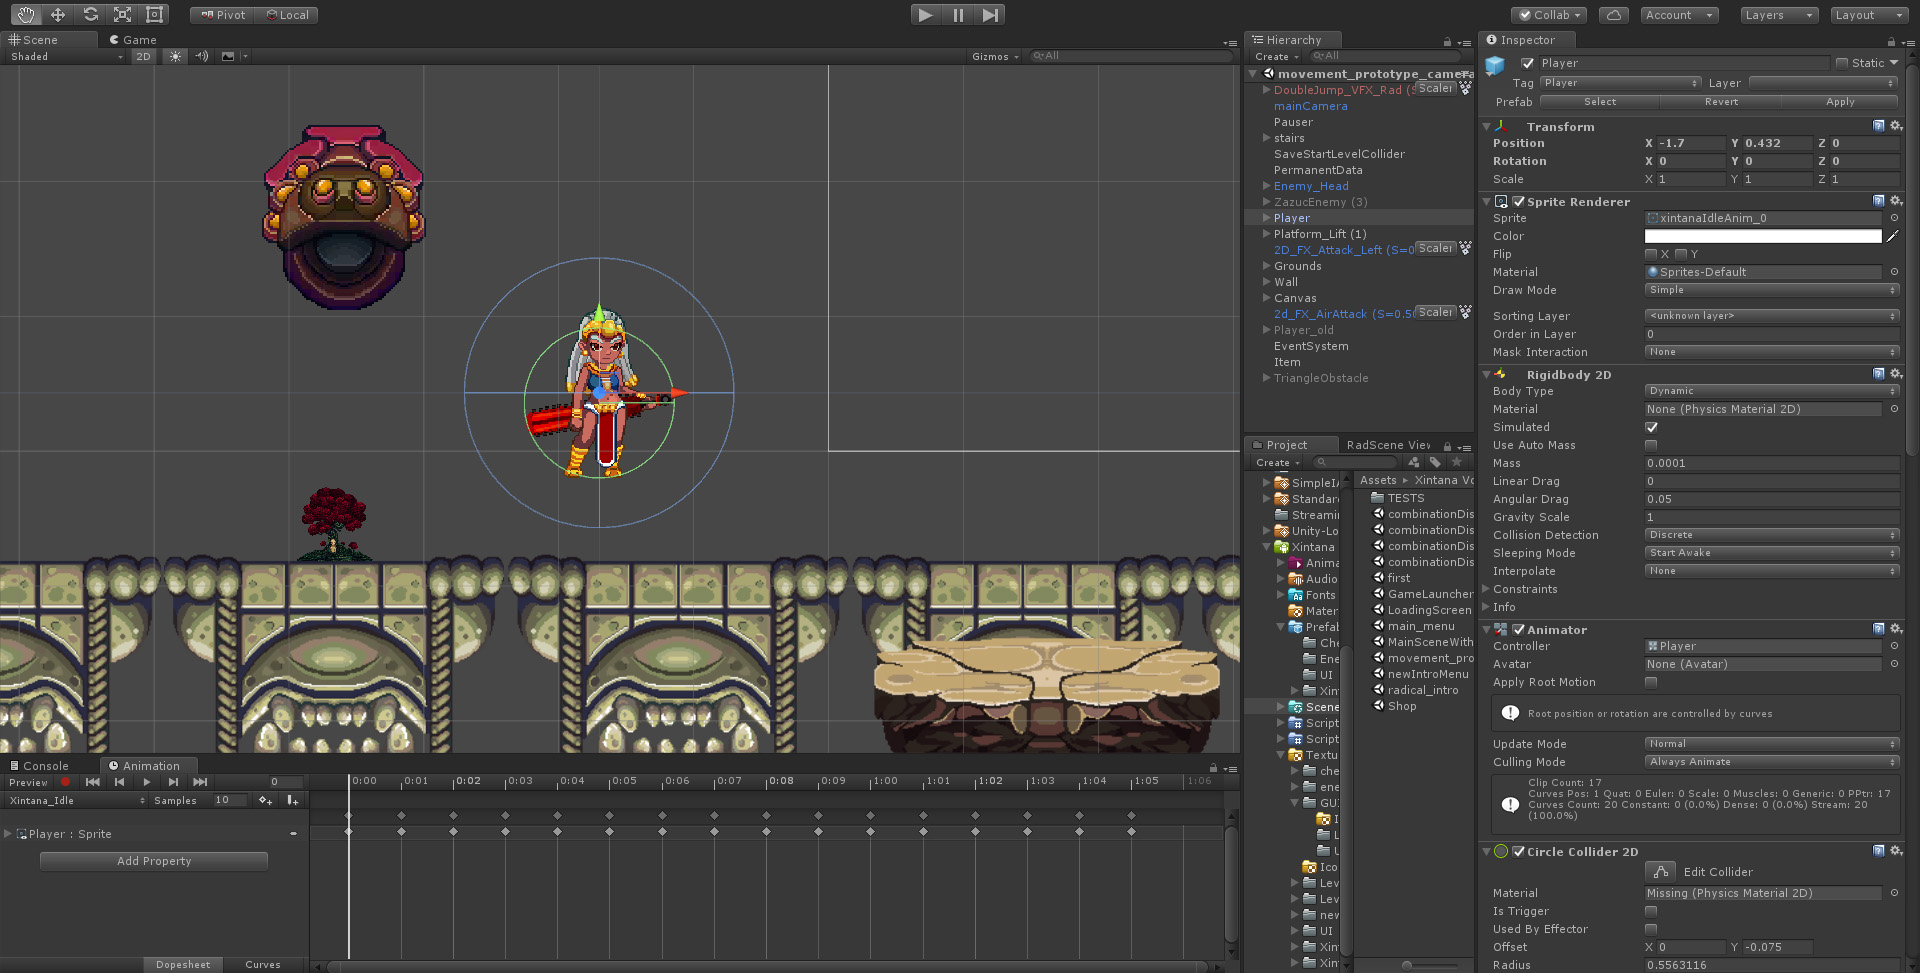 Pivot Local
Collab Account Layers Layout
Scene Game
Shaded 2D Gizmos All
Hierarchy
Create All
movement_prototype_camera
DoubleJump_VFX_Rad (S Scaler
mainCamera
Pauser
stairs
SaveStartLevelCollider
PermanentData
Enemy_Head
ZazucEnemy (3)
Player
Platform_Lift (1)
2D_FX_Attack_Left (S=0 Scaler
Grounds
Wall
Canvas
2d_FX_AirAttack (S=0.50 Scaler
Player_old
EventSystem
Item
TriangleObstacle
Project RadScene Viev
Create
SimpleI
Standar
Streami
Unity-Lo
Xintana
Anima
Audio
Fonts
Mater
Prefab
Che
Ene
UI
Xin
Scene
Script
Script
Textu
che
ene
GU
I
L
U
Ico
Lev
Lev
new
UI
Xin
Xin
Assets ▸ Xintana Vo
TESTS
combinationDis
combinationDis
combinationDis
combinationDis
first
GameLauncher
LoadingScreen
main_menu
MainSceneWith
movement_pro
newIntroMenu
radical_intro
Shop
Inspector
Player Static
Tag Player Layer
Prefab Select Revert Apply
Transform
Position X -1.7 Y 0.432 Z 0
Rotation X 0 Y 0 Z 0
Scale X 1 Y 1 Z 1
Sprite Renderer
Sprite xintanaIdleAnim_0
Color
Flip X Y
Material Sprites-Default
Draw Mode Simple
Sorting Layer <unknown layer>
Order in Layer 0
Mask Interaction None
Rigidbody 2D
Body Type Dynamic
Material None (Physics Material 2D)
Simulated
Use Auto Mass
Mass 0.0001
Linear Drag 0
Angular Drag 0.05
Gravity Scale 1
Collision Detection Discrete
Sleeping Mode Start Awake
Interpolate None
Constraints
Info
Animator
Controller Player
Avatar None (Avatar)
Apply Root Motion
Root position or rotation are controlled by curves
Update Mode Normal
Culling Mode Always Animate
Clip Count: 17
Curves Pos: 1 Quat: 0 Euler: 0 Scale: 0 Muscles: 0 Generic: 0 PPtr: 17
Curves Count: 20 Constant: 0 (0.0%) Dense: 0 (0.0%) Stream: 20
(100.0%)
Circle Collider 2D
Edit Collider
Material Missing (Physics Material 2D)
Is Trigger
Used By Effector
Offset X 0 Y -0.075
Radius 0.5563116
Console Animation
Preview 0
Xintana_Idle Samples 10
Player : Sprite
Add Property
Dopesheet Curves
0:00 0:01 0:02 0:03 0:04 0:05 0:06 0:07 0:08 0:09 1:00 1:01 1:02 1:03 1:04 1:05 1:06